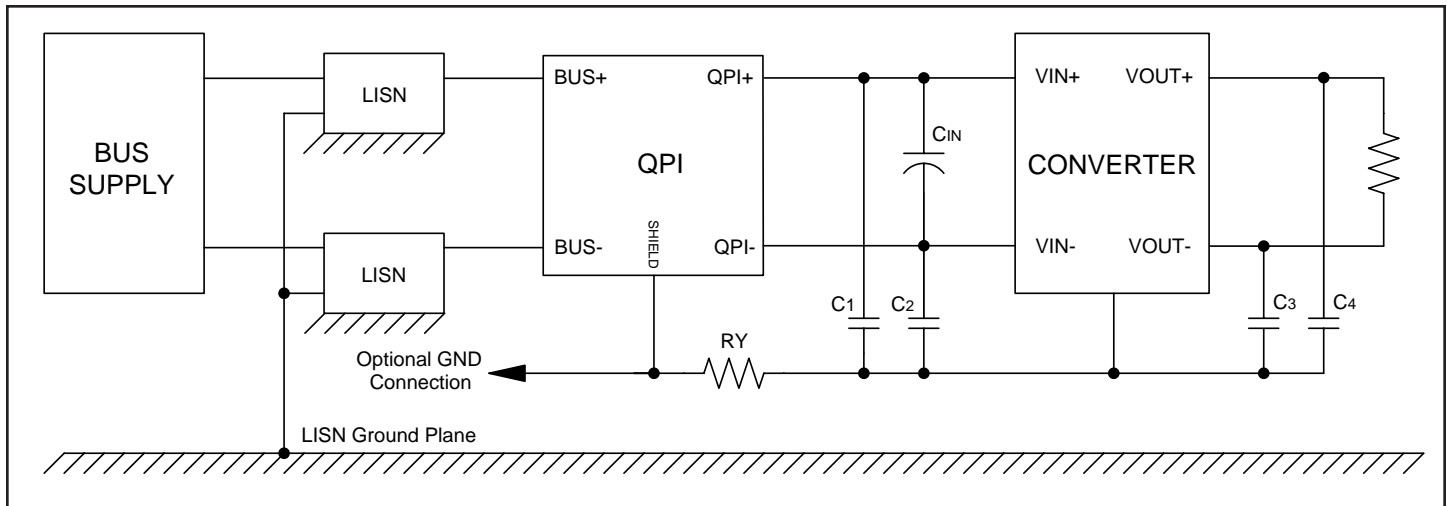 BUS
SUPPLY
LISN
LISN
BUS+
BUS-
QPI+
QPI-
QPI
SHIELD
CIN
VIN+
VIN-
VOUT+
VOUT-
CONVERTER
C1
C2
C3
C4
RY
Optional GND
Connection
LISN Ground Plane